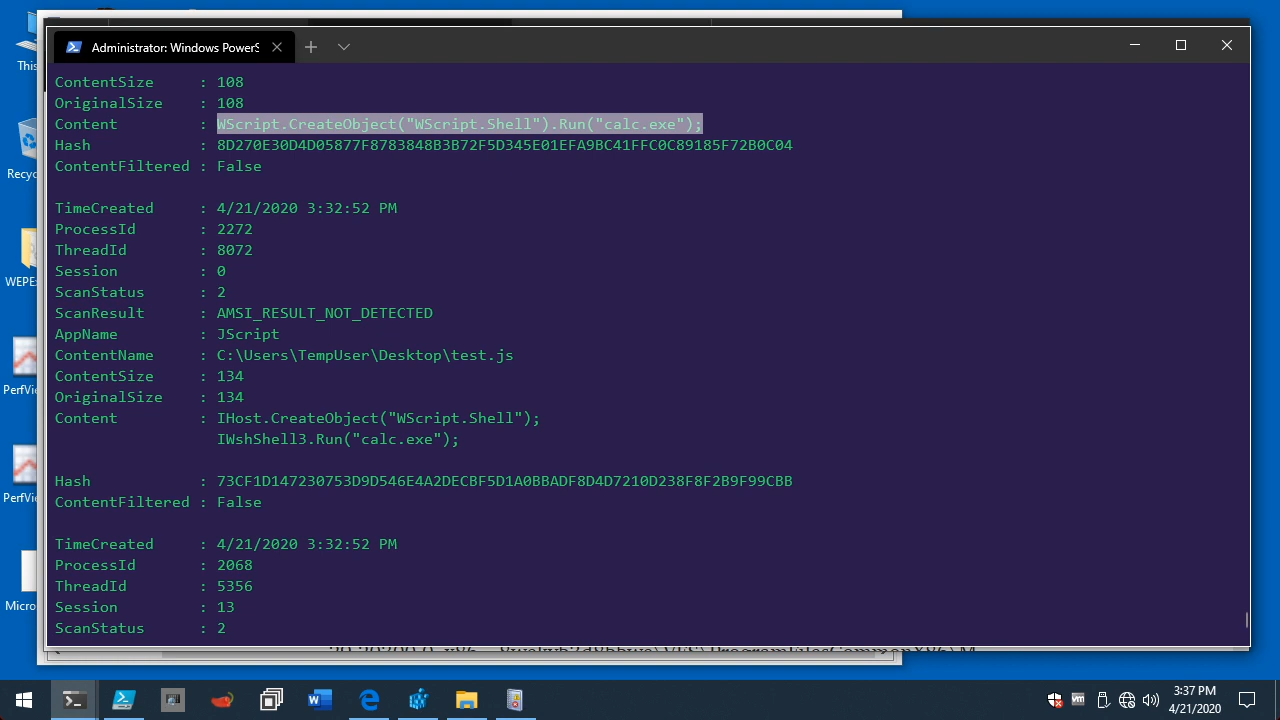 Administrator: Windows PowerS
ContentSize : 108
OriginalSize : 108
Content : WScript.CreateObject("WScript.Shell").Run("calc.exe");
Hash : 8D270E30D4D05877F8783848B3B72F5D345E01EFA9BC41FFC0C89185F72B0C04
ContentFiltered : False
TimeCreated : 4/21/2020 3:32:52 PM
ProcessId : 2272
ThreadId : 8072
Session : 0
ScanStatus : 2
ScanResult : AMSI_RESULT_NOT_DETECTED
AppName : JScript
ContentName : C:\Users\TempUser\Desktop\test.js
ContentSize : 134
OriginalSize : 134
Content : IHost.CreateObject("WScript.Shell");
IWshShell3.Run("calc.exe");
Hash : 73CF1D147230753D9D546E4A2DECBF5D1A0BBADF8D4D7210D238F8F2B9F99CBB
ContentFiltered : False
TimeCreated : 4/21/2020 3:32:52 PM
ProcessId : 2068
ThreadId : 5356
Session : 13
ScanStatus : 2
This
Recyc
WEPEx
PerfVie
PerfVie
Micro
3:37 PM
4/21/2020